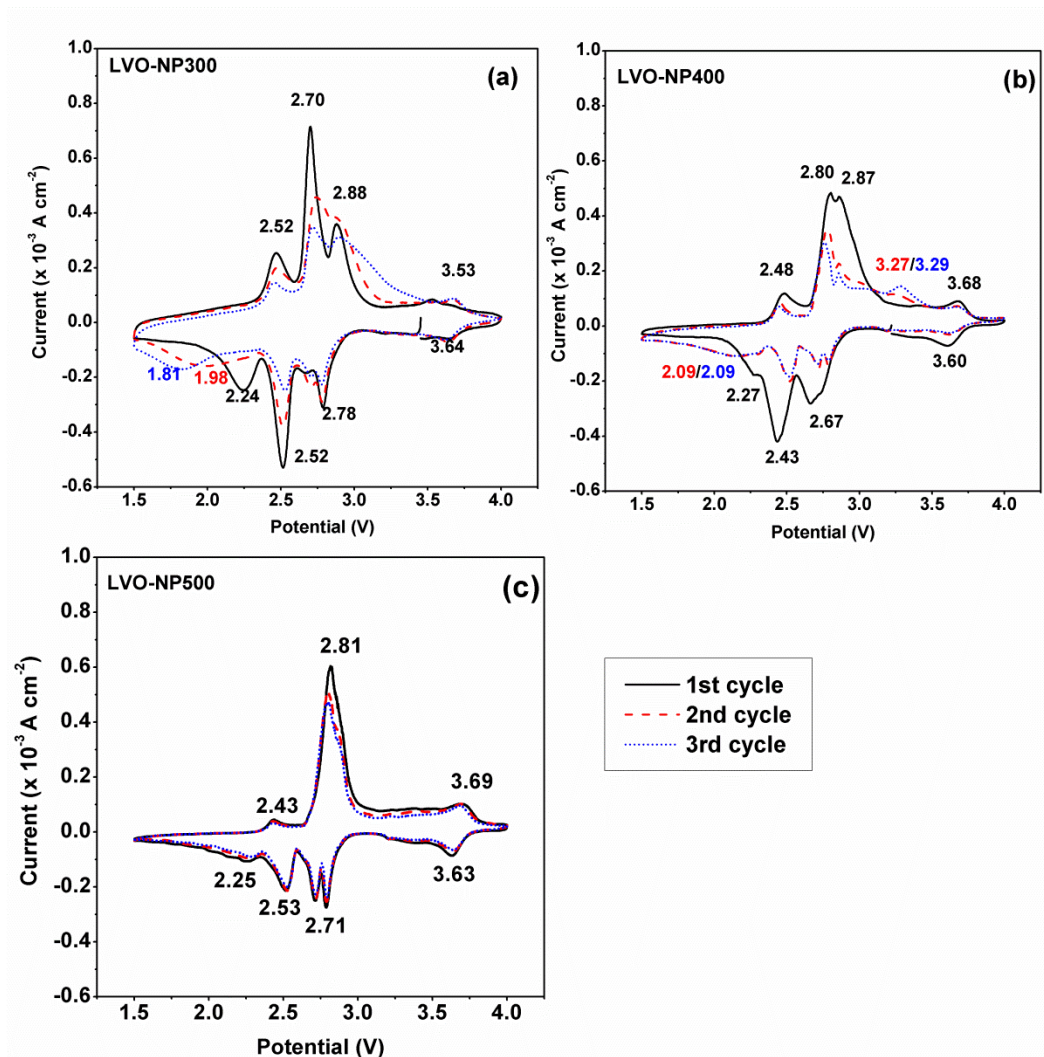 LVO-NP300
(a)
2.70
2.88
2.52
3.53
3.64
1.81
1.98
2.24
2.78
2.52
1.0
0.8
0.6
0.4
0.2
0.0
-0.2
-0.4
-0.6
Current (x 10⁻³ A cm⁻²)
1.5 2.0 2.5 3.0 3.5 4.0
Potential (V)
LVO-NP400
(b)
2.80 2.87
2.48
3.27/3.29
3.68
3.60
2.09/2.09
2.27
2.67
2.43
1.0
0.8
0.6
0.4
0.2
0.0
-0.2
-0.4
-0.6
Current (x 10⁻³ A cm⁻²)
1.5 2.0 2.5 3.0 3.5 4.0
Potential (V)
LVO-NP500
(c)
2.81
2.43
3.69
2.25
3.63
2.53
2.71
1.0
0.8
0.6
0.4
0.2
0.0
-0.2
-0.4
-0.6
Current (x 10⁻³ A cm⁻²)
1.5 2.0 2.5 3.0 3.5 4.0
Potential (V)
1st cycle
2nd cycle
3rd cycle